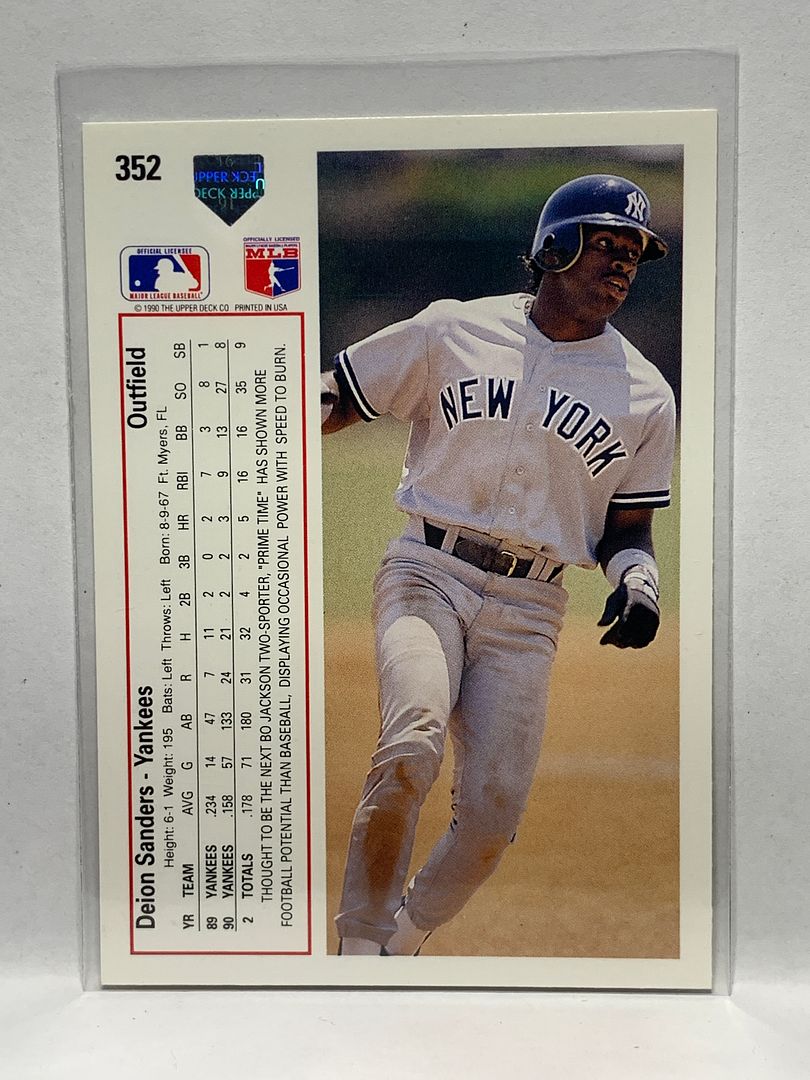 352
UPPER DECK
OFFICIAL LICENSEE
MAJOR LEAGUE BASEBALL
OFFICIALLY LICENSED
MAJOR LEAGUE BASEBALL PLAYERS
MLB
© 1990 THE UPPER DECK CO. PRINTED IN USA
Deion Sanders - Yankees Outfield
Height: 6-1 Weight: 195 Bats: Left Throws: Left Born: 8-9-67 Ft. Myers, FL
YR TEAM AVG G AB R H 2B 3B HR RBI BB SO SB
89 YANKEES .234 14 47 7 11 2 0 2 7 3 8 1
90 YANKEES .158 57 133 24 21 2 2 3 9 13 27 8
2 TOTALS .178 71 180 31 32 4 2 5 16 16 35 9
THOUGHT TO BE THE NEXT BO JACKSON TWO-SPORTER, "PRIME TIME" HAS SHOWN MORE
FOOTBALL POTENTIAL THAN BASEBALL, DISPLAYING OCCASIONAL POWER WITH SPEED TO BURN.
NY
NEW YORK